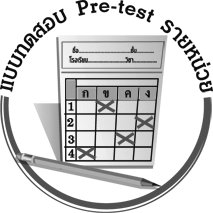 แบบทดสอบ Pre-test รายหน่วย
ชื่อ........................ชั้น............
โรงเรียน....................วิชา............
ก ข ค ง
1
2
3
4